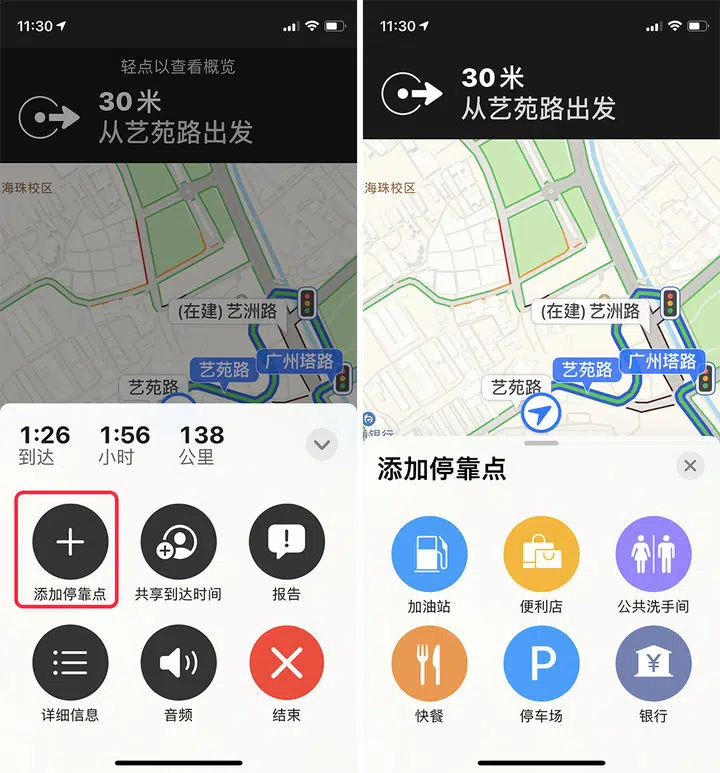 11:30
轻点以查看概览
30 米
从艺苑路出发
海珠校区
(在建) 艺洲路
艺苑路
广州塔路
艺苑路
1:26
到达
1:56
小时
138
公里
添加停靠点
共享到达时间
报告
详细信息
音频
结束
11:30
30 米
从艺苑路出发
海珠校区
(在建) 艺洲路
艺苑路
广州塔路
艺苑路
银行
添加停靠点
加油站
便利店
公共洗手间
快餐
P
停车场
¥
银行